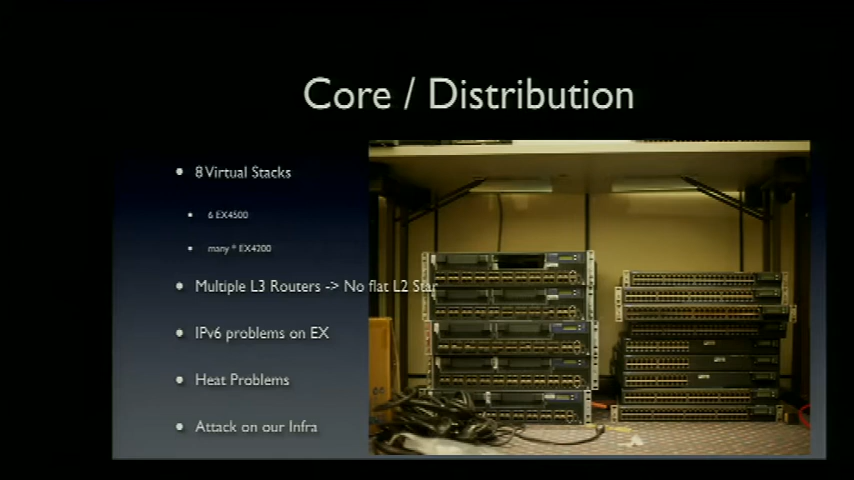 Core / Distribution
8 Virtual Stacks
6 EX4500
many * EX4200
Multiple L3 Routers -> No flat L2 Star
IPv6 problems on EX
Heat Problems
Attack on our Infra